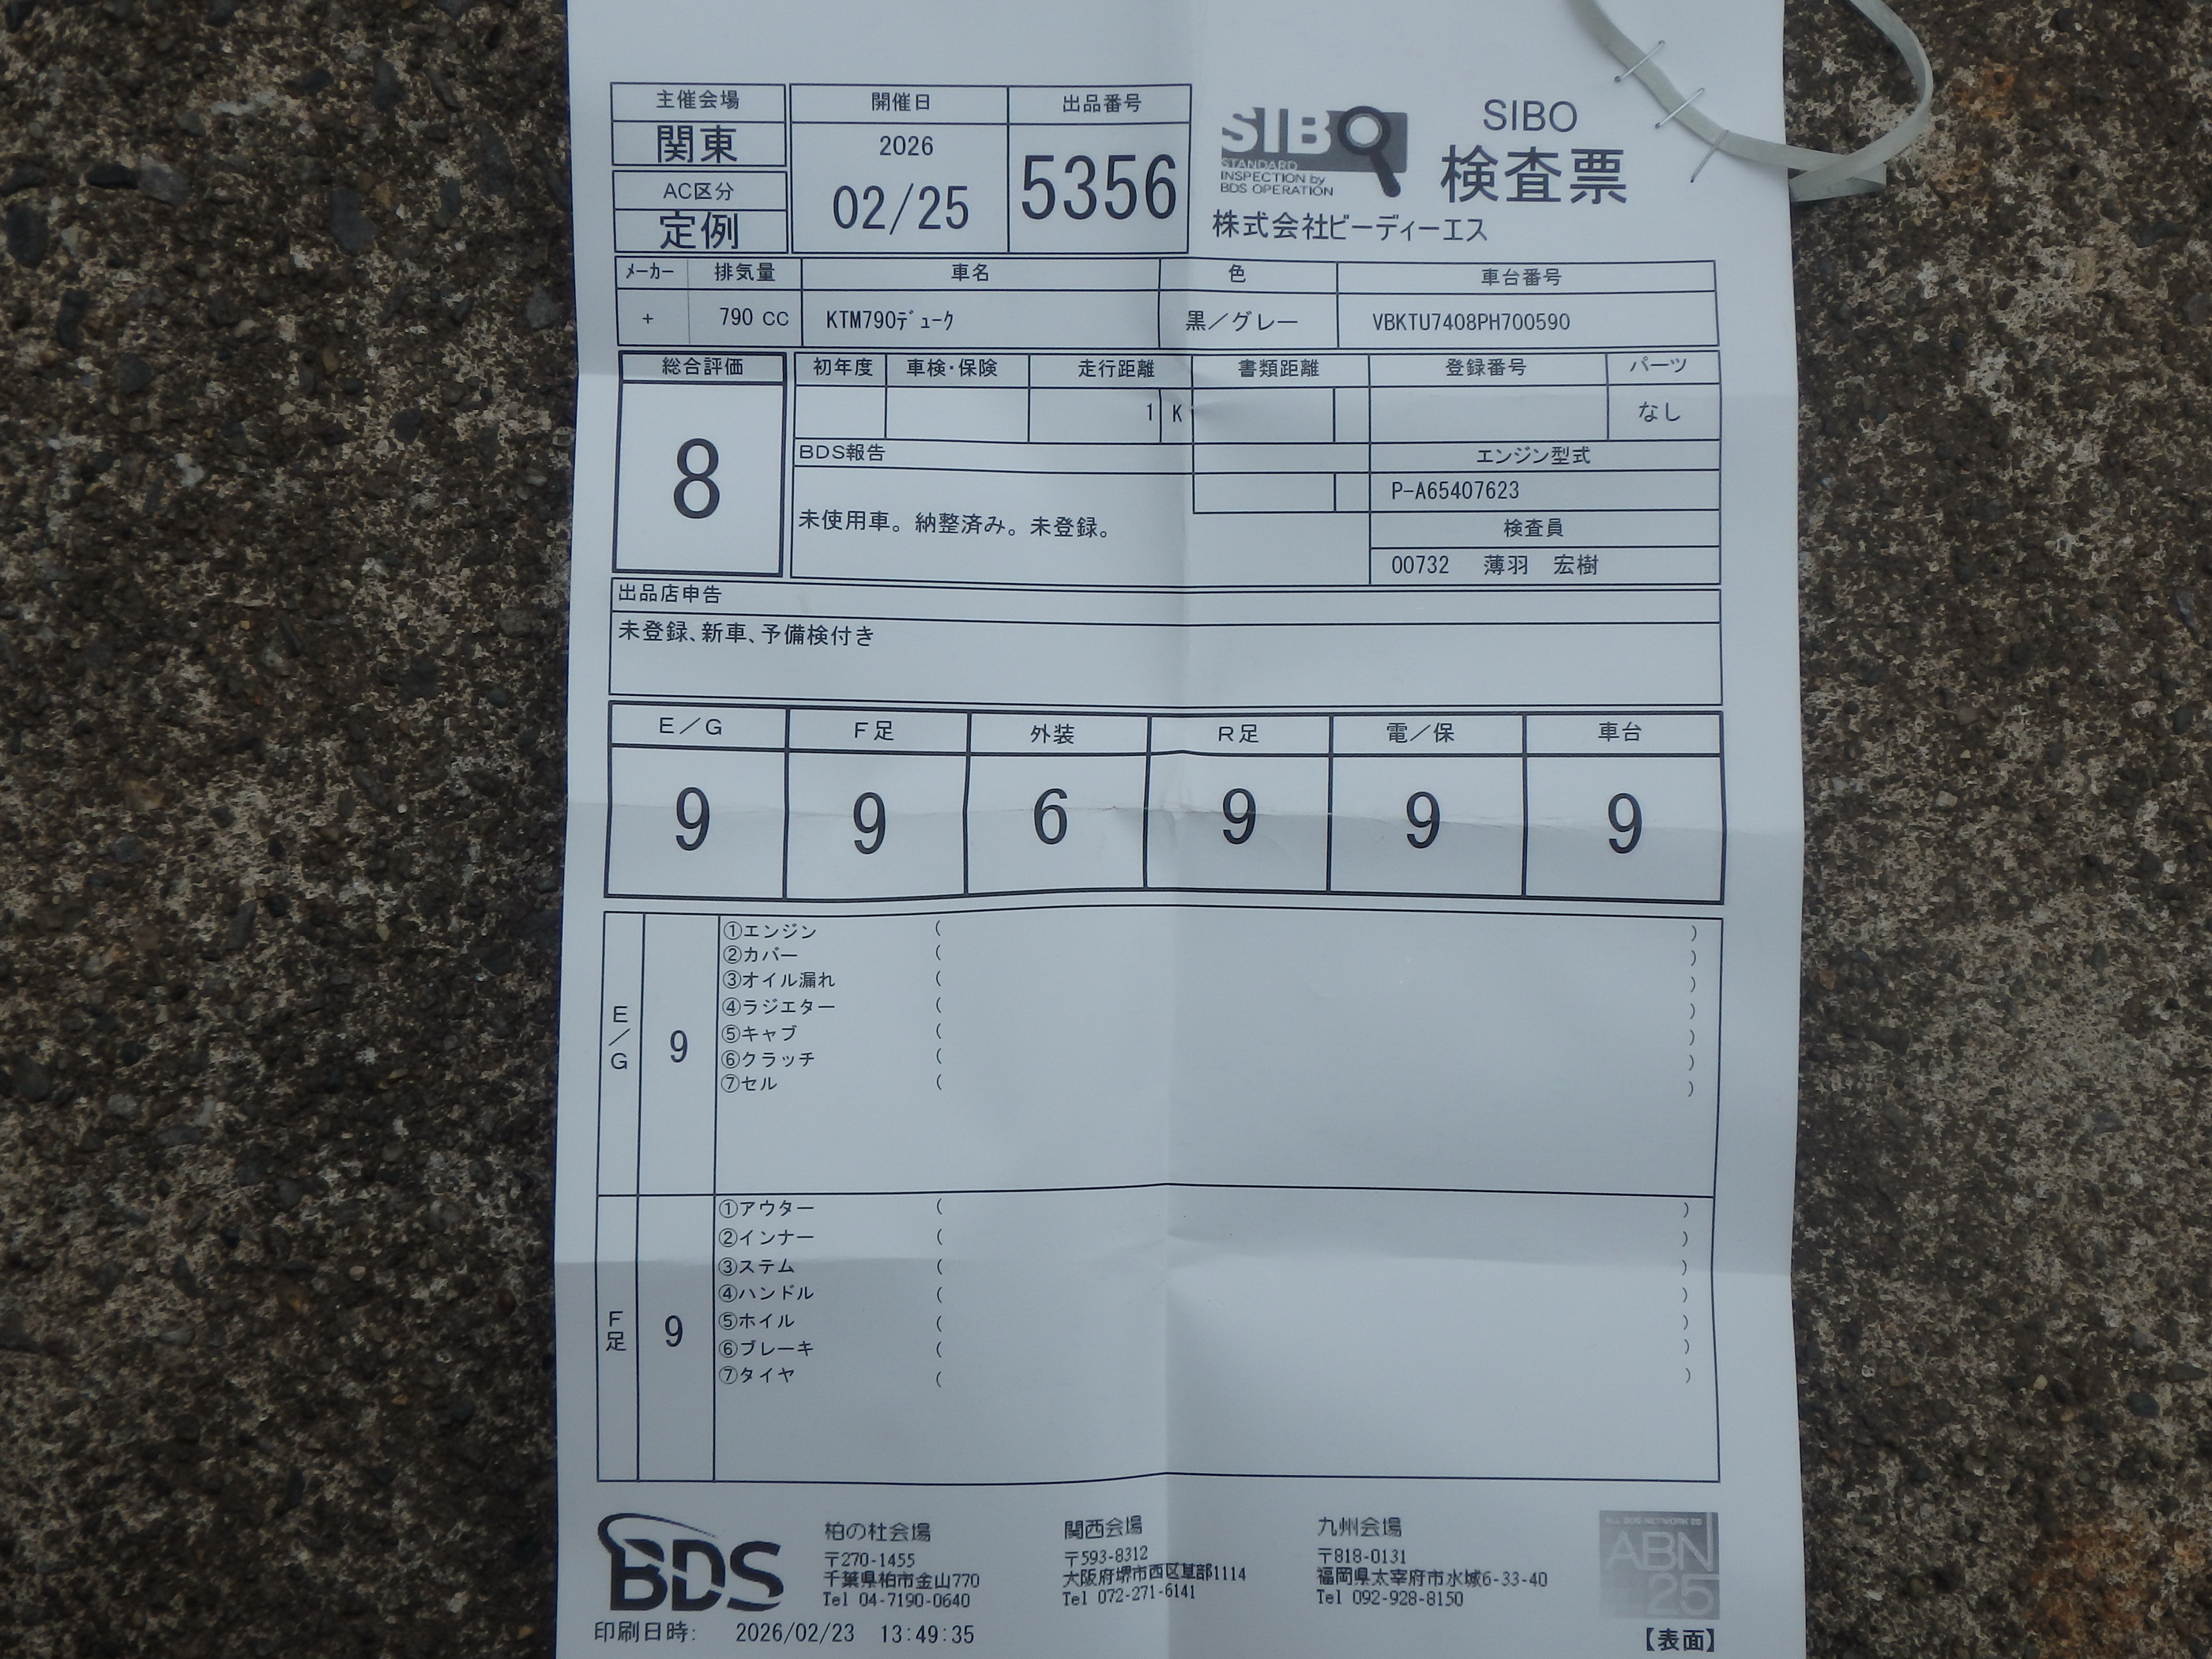 主催会場
関東
AC区分
定例
開催日
2026
02/25
出品番号
5356
SIBO
STANDARD
INSPECTION by
BDS OPERATION
SIBO
検査票
株式会社ビーディーエス
メーカー 排気量 車名 色 車台番号
+ 790 CC KTM790ﾃﾞｭｰｸ 黒／グレー VBKTU7408PH700590
総合評価
8
初年度 車検・保険 走行距離 書類距離 登録番号 パーツ
1 K なし
BDS報告
未使用車。納整済み。未登録。
エンジン型式
P-A65407623
検査員
00732 薄羽 宏樹
出品店申告
未登録、新車、予備検付き
E／G F足 外装 R足 電／保 車台
9 9 6 9 9 9
E／G
9
①エンジン ( )
②カバー ( )
③オイル漏れ ( )
④ラジエター ( )
⑤キャブ ( )
⑥クラッチ ( )
⑦セル ( )
F足
9
①アウター ( )
②インナー ( )
③ステム ( )
④ハンドル ( )
⑤ホイル ( )
⑥ブレーキ ( )
⑦タイヤ ( )
BDS
柏の杜会場
〒270-1455
千葉県柏市金山770
Tel 04-7190-0640
関西会場
〒593-8312
大阪府堺市西区草部1114
Tel 072-271-6141
九州会場
〒818-0131
福岡県太宰府市水城6-33-40
Tel 092-928-8150
ABN
25
印刷日時: 2026/02/23 13:49:35
【表面】